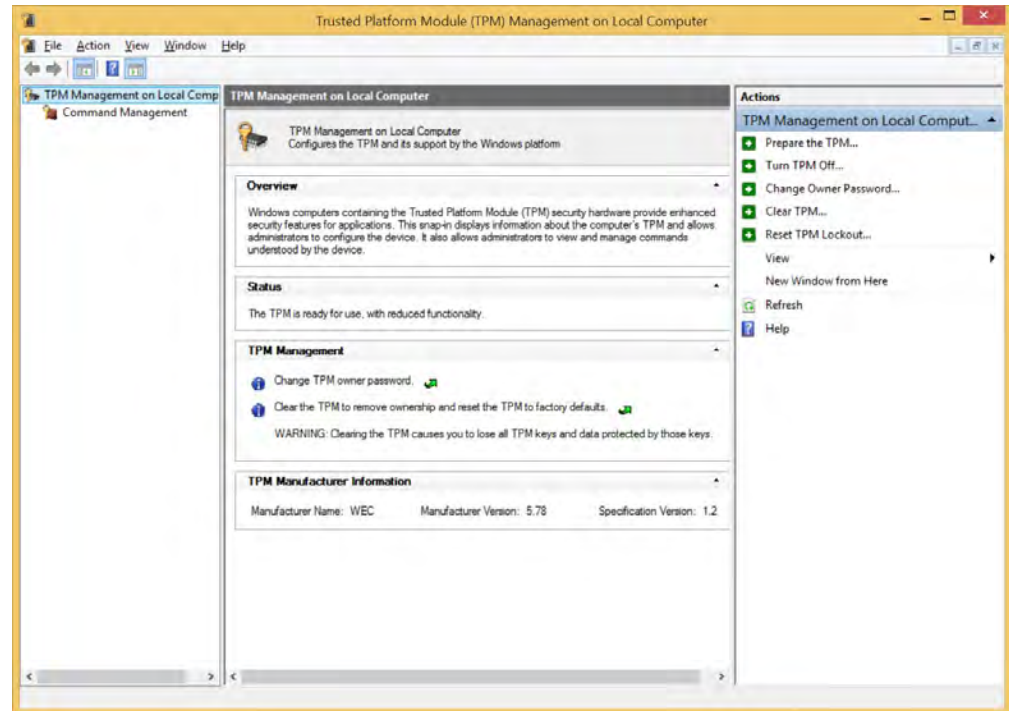 Trusted Platform Module (TPM) Management on Local Computer
File Action View Window Help
TPM Management on Local Comp
Command Management
TPM Management on Local Computer
TPM Management on Local Computer
Configures the TPM and its support by the Windows platform
Overview
Windows computers containing the Trusted Platform Module (TPM) security hardware provide enhanced
security features for applications. This snap-in displays information about the computer's TPM and allows
administrators to configure the device. It also allows administrators to view and manage commands
understood by the device.
Status
The TPM is ready for use, with reduced functionality.
TPM Management
Change TPM owner password.
Clear the TPM to remove ownership and reset the TPM to factory defaults.
WARNING: Clearing the TPM causes you to lose all TPM keys and data protected by those keys.
TPM Manufacturer Information
Manufacturer Name: WEC Manufacturer Version: 5.78 Specification Version: 1.2
Actions
TPM Management on Local Comput...
Prepare the TPM...
Turn TPM Off...
Change Owner Password...
Clear TPM...
Reset TPM Lockout...
View
New Window from Here
Refresh
Help